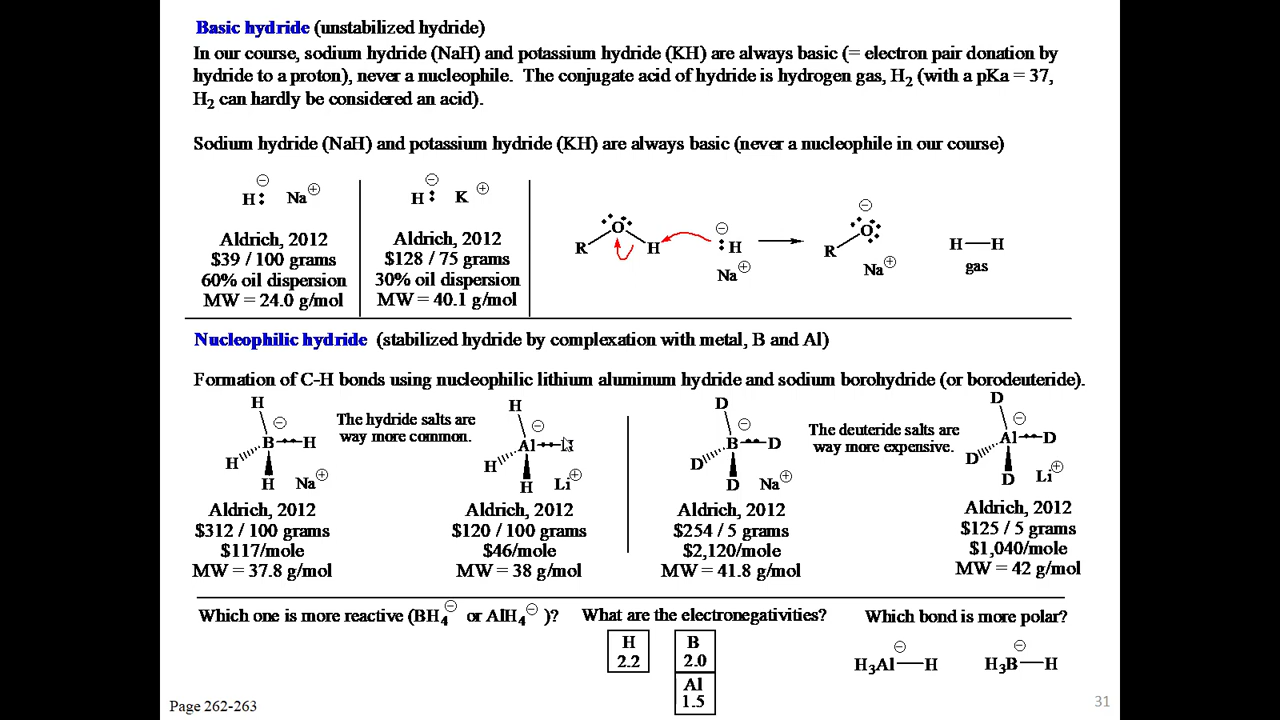 Basic hydride (unstabilized hydride)
In our course, sodium hydride (NaH) and potassium hydride (KH) are always basic (= electron pair donation by
hydride to a proton), never a nucleophile. The conjugate acid of hydride is hydrogen gas, H₂ (with a pKa = 37,
H₂ can hardly be considered an acid).
Sodium hydride (NaH) and potassium hydride (KH) are always basic (never a nucleophile in our course)
H:⊖ Na⊕
Aldrich, 2012
$39 / 100 grams
60% oil dispersion
MW = 24.0 g/mol
H:⊖ K⊕
Aldrich, 2012
$128 / 75 grams
30% oil dispersion
MW = 40.1 g/mol
R O H
⊖ :H
Na⊕
R O ⊖
Na⊕
H—H
gas
Nucleophilic hydride (stabilized hydride by complexation with metal, B and Al)
Formation of C-H bonds using nucleophilic lithium aluminum hydride and sodium borohydride (or borodeuteride).
H
⊖
H B H
H Na⊕
Aldrich, 2012
$312 / 100 grams
$117/mole
MW = 37.8 g/mol
The hydride salts are
way more common.
H
⊖
H Al
H Li⊕
Aldrich, 2012
$120 / 100 grams
$46/mole
MW = 38 g/mol
D
⊖
D B D
D Na⊕
Aldrich, 2012
$254 / 5 grams
$2,120/mole
MW = 41.8 g/mol
The deuteride salts are
way more expensive.
D
⊖
D Al D
D Li⊕
Aldrich, 2012
$125 / 5 grams
$1,040/mole
MW = 42 g/mol
Which one is more reactive (BH₄⊖ or AlH₄⊖ )?
What are the electronegativities?
H
2.2
B
2.0
Al
1.5
Which bond is more polar?
⊖
H₃Al—H
⊖
H₃B—H
Page 262-263
31